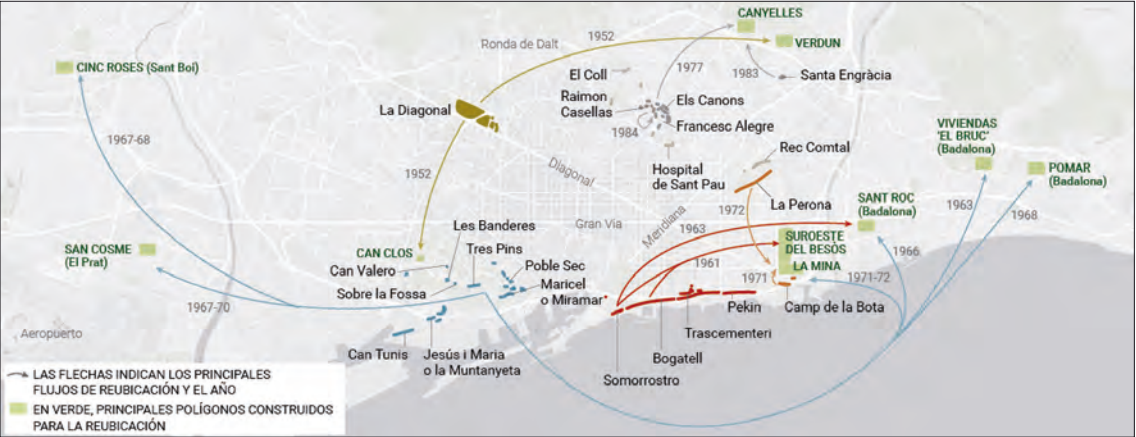 CANYELLES
VERDUN
1952
Ronda de Dalt
CINC ROSES (Sant Boi)
El Coll
1977
1983
Santa Engràcia
La Diagonal
Raimon
Casellas
Els Canons
1984
Francesc Alegre
VIVIENDAS
'EL BRUC'
(Badalona)
1967-68
Rec Comtal
POMAR
(Badalona)
Diagonal
Hospital
de Sant Pau
1952
La Perona
SANT ROC
(Badalona)
1963
1968
1972
Les Banderes
Gran Via
Meridiana
1963
SUROESTE
DEL BESÒS
LA MINA
SAN COSME
(El Prat)
CAN CLOS
Tres Pins
1966
Can Valero
Poble Sec
1961
1971
1971-72
Sobre la Fossa
Maricel
o Miramar
1967-70
Pekin
Camp de la Bota
Aeropuerto
Trascementeri
Can Tunis
Jesús i Maria
o la Muntanyeta
Bogatell
Somorrostro
LAS FLECHAS INDICAN LOS PRINCIPALES
FLUJOS DE REUBICACIÓN Y EL AÑO
EN VERDE, PRINCIPALES POLÍGONOS CONSTRUIDOS
PARA LA REUBICACIÓN